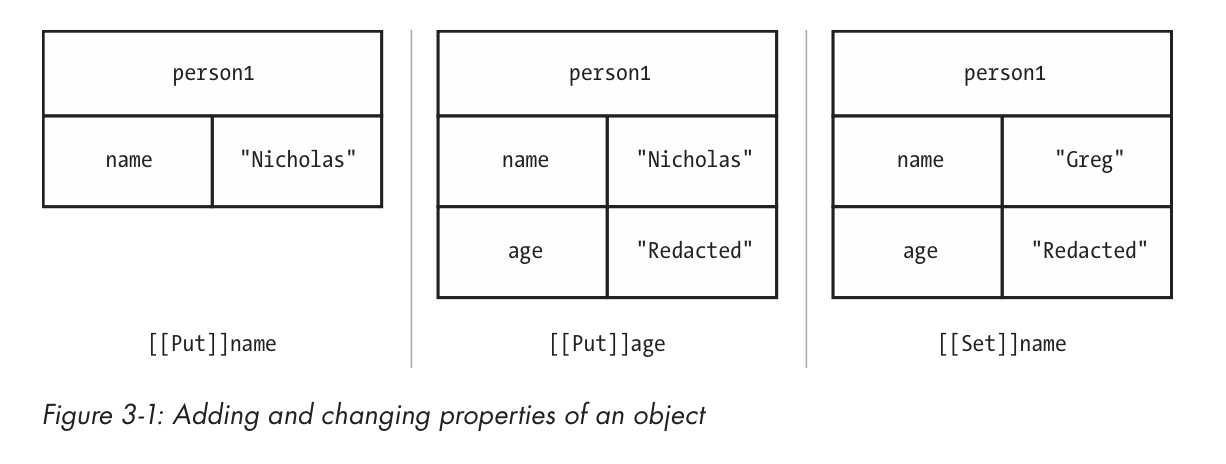 person1
name "Nicholas"
[[Put]]name
person1
name "Nicholas"
age "Redacted"
[[Put]]age
person1
name "Greg"
age "Redacted"
[[Set]]name
Figure 3-1: Adding and changing properties of an object